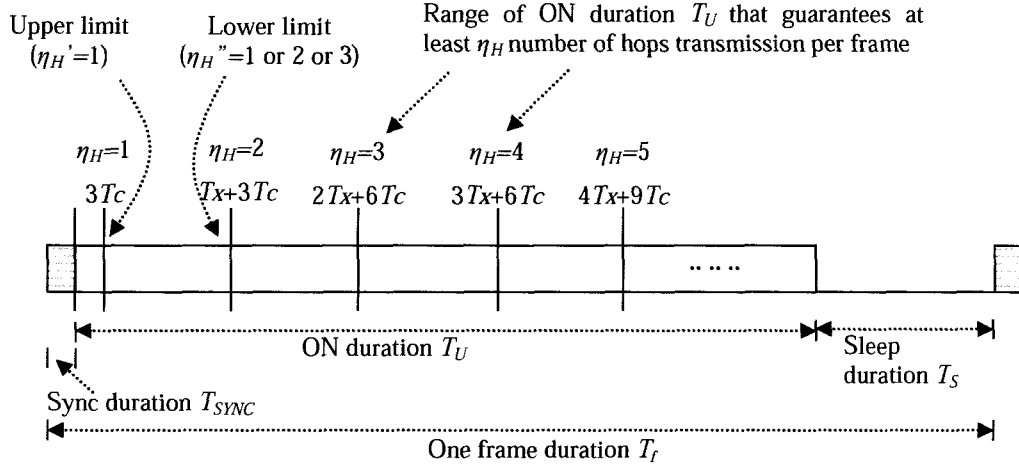 Upper limit
(ηH'=1)
Lower limit
(ηH''=1 or 2 or 3)
Range of ON duration TU that guarantees at
least ηH number of hops transmission per frame
ηH=1
ηH=2
ηH=3
ηH=4
ηH=5
3Tc
Tx+3Tc
2Tx+6Tc
3Tx+6Tc
4Tx+9Tc
.. .. ..
ON duration TU
Sleep
duration TS
Sync duration TSYNC
One frame duration Tf